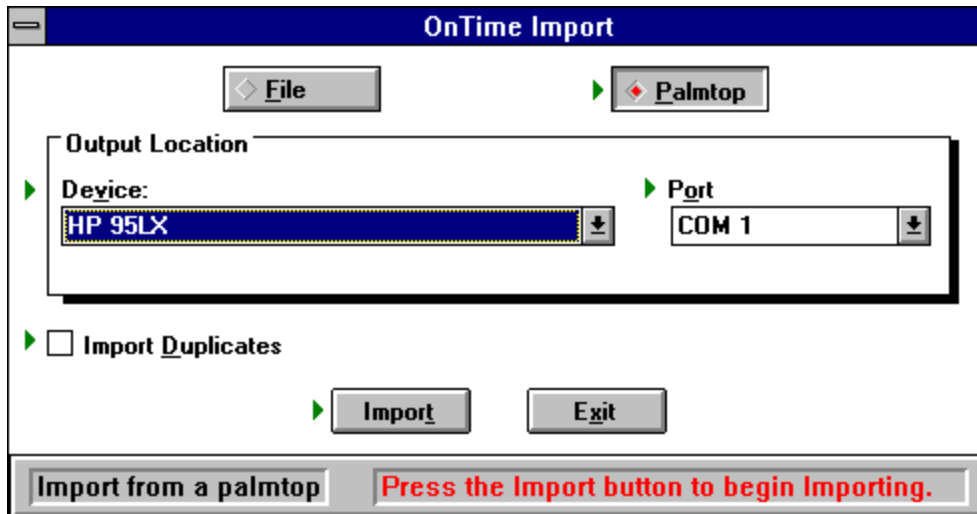 OnTime Import
File
Palmtop
Output Location
Device:
Port
HP 95LX
COM 1
Import Duplicates
Import
Exit
Import from a palmtop
Press the Import button to begin Importing.